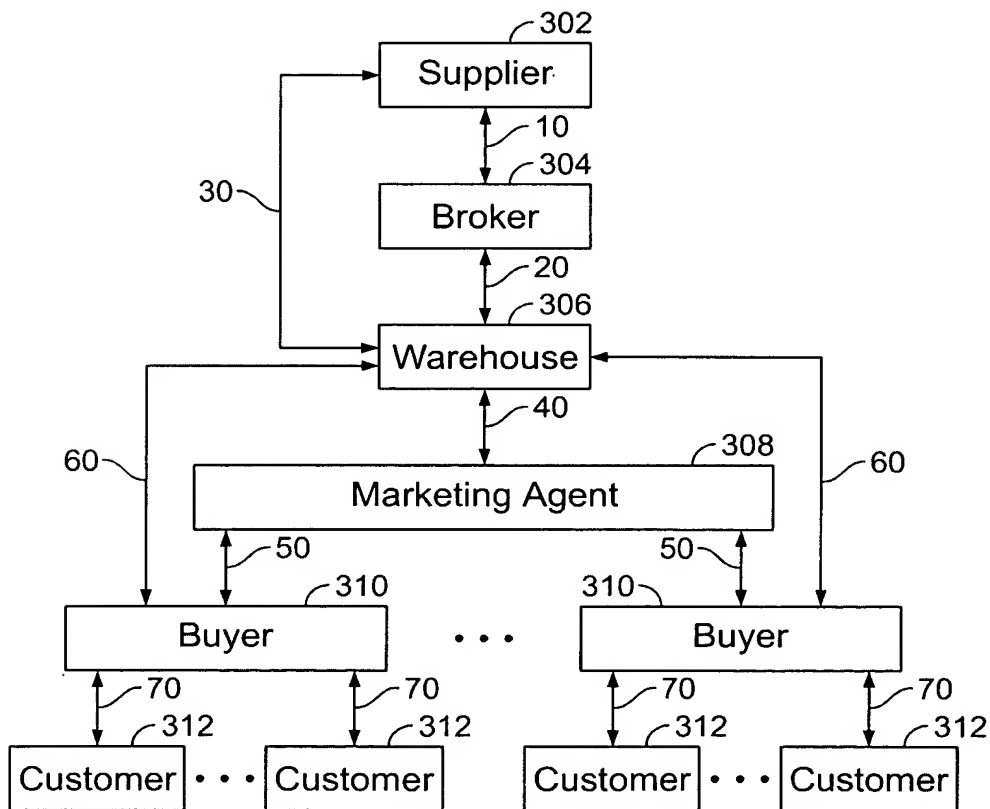 302
Supplier
10
304
30
Broker
20
306
Warehouse
40
60
308
60
Marketing Agent
50
50
310
310
Buyer
• • •
Buyer
70
70
70
70
312
312
312
312
Customer • • • Customer
Customer • • • Customer